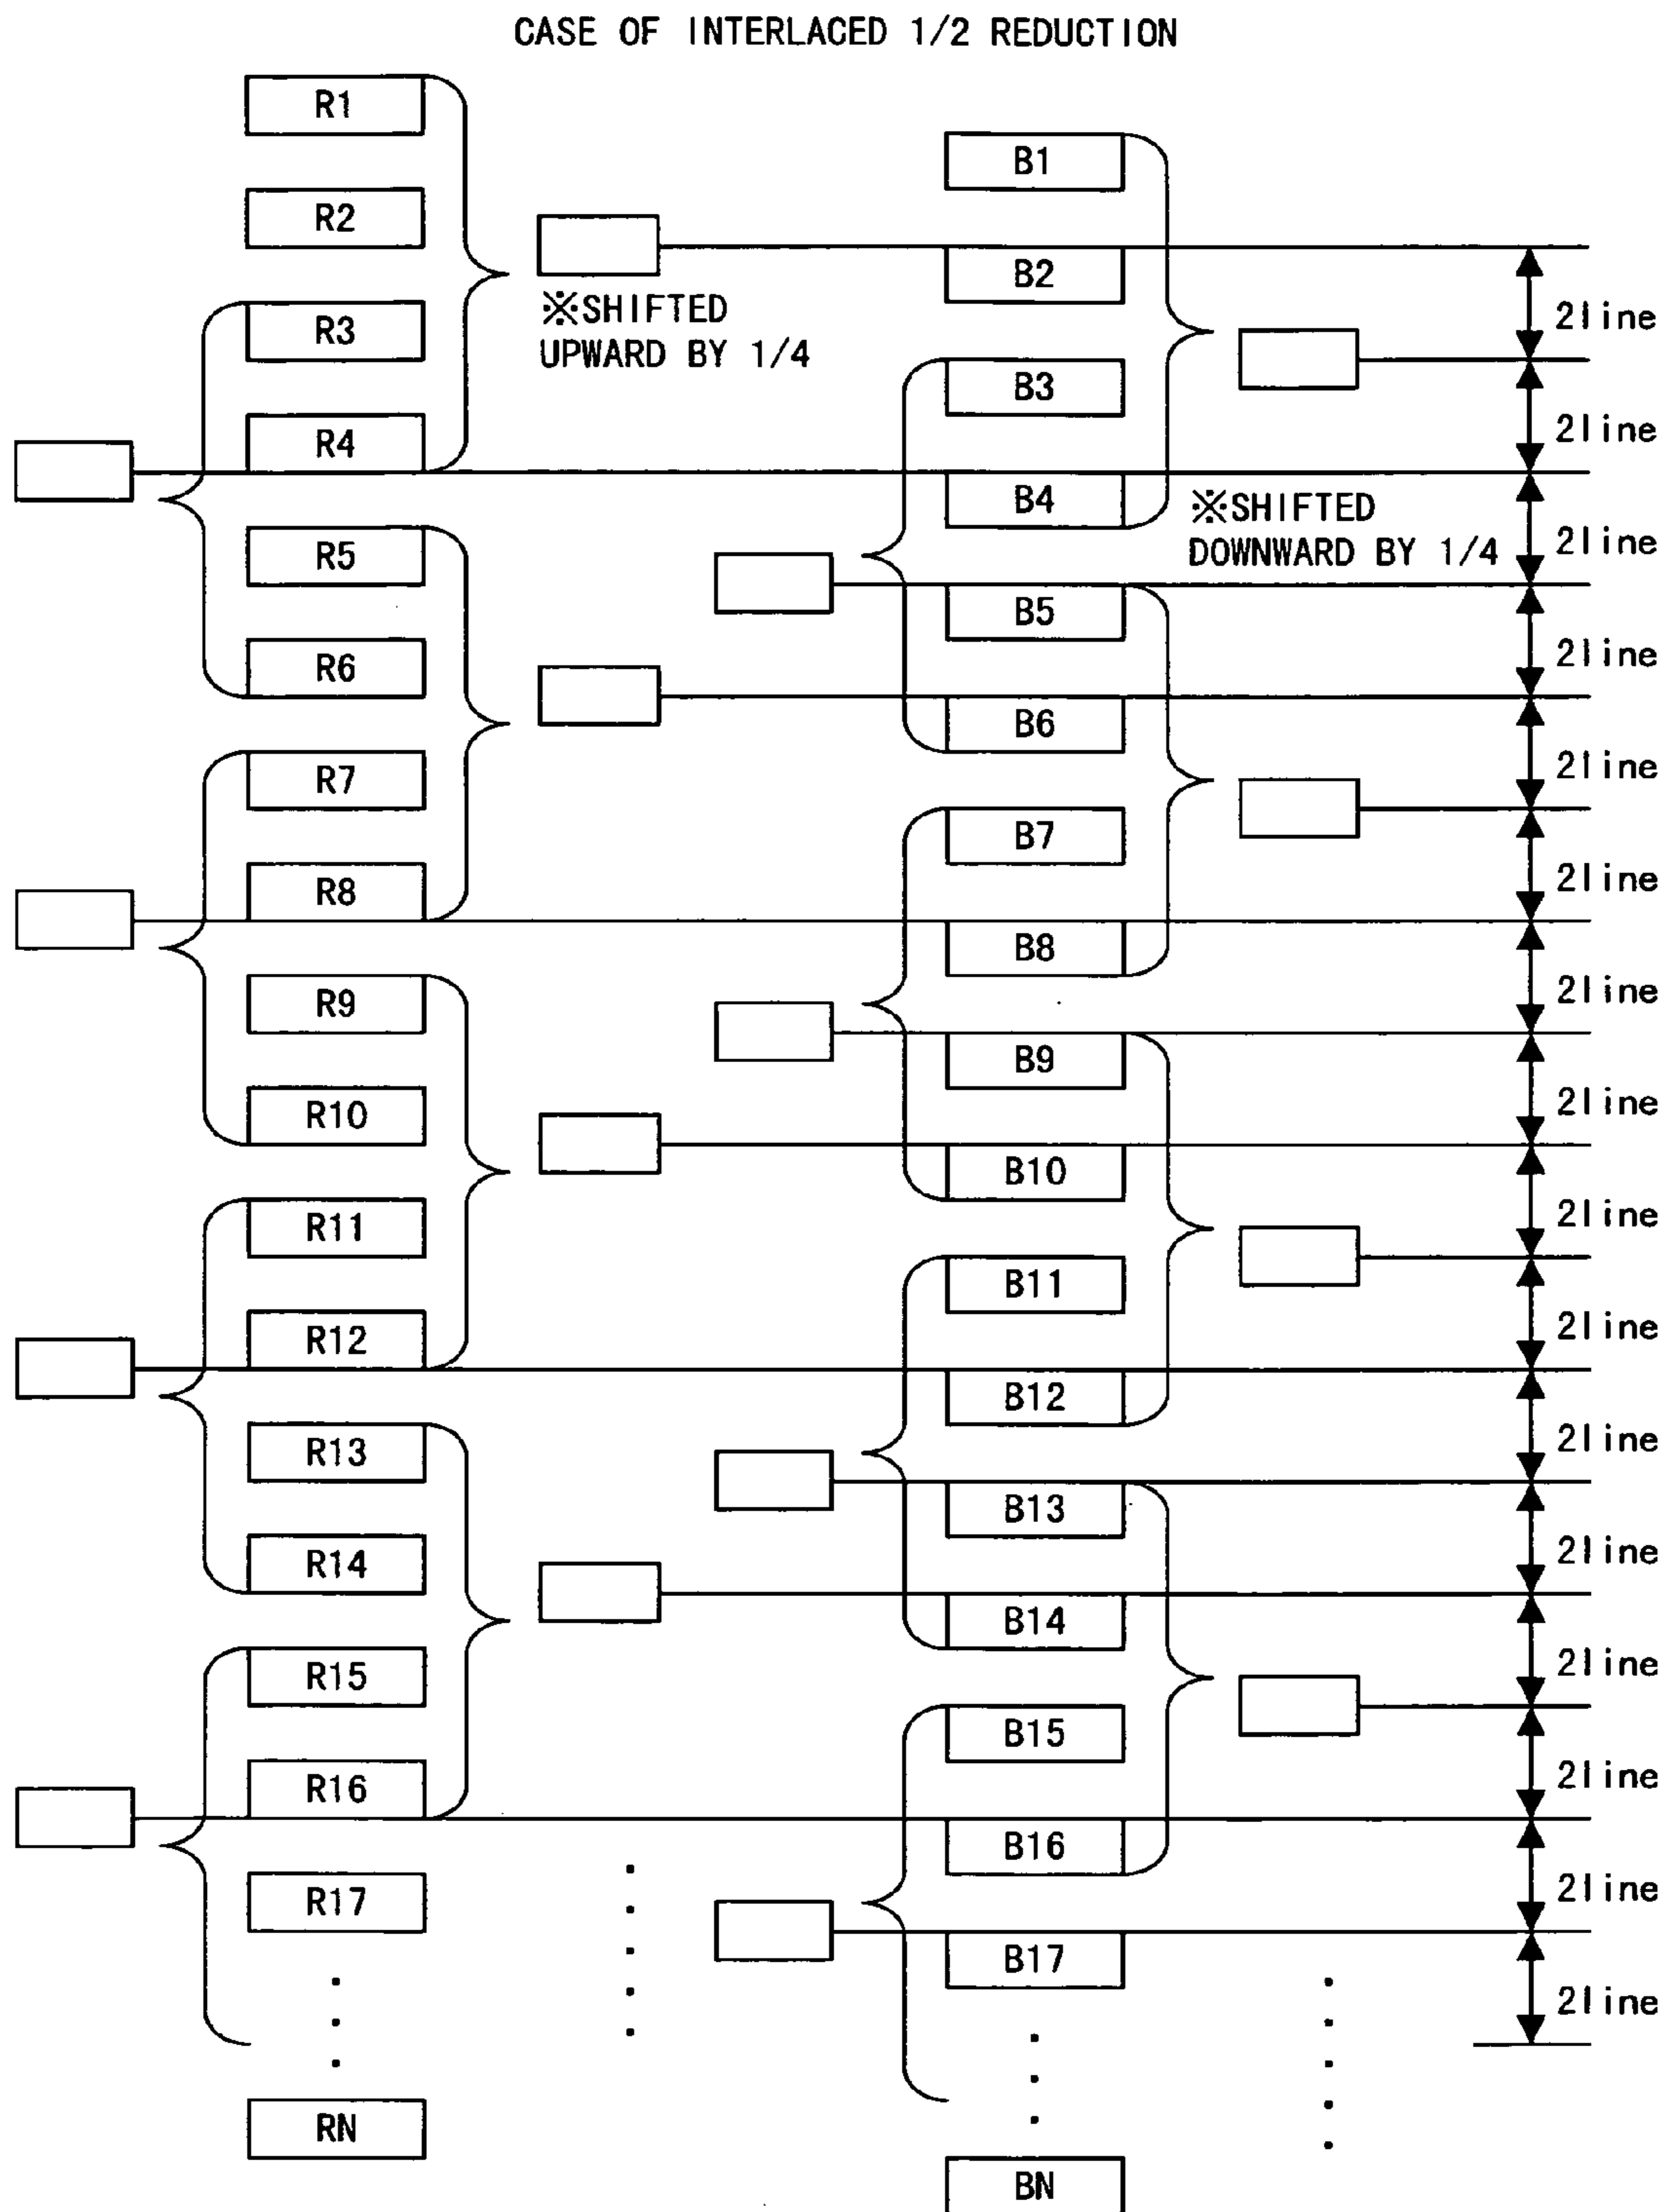 CASE OF INTERLACED 1/2 REDUCTION
R1
B1
R2
B2
※SHIFTED
UPWARD BY 1/4
2line
R3
B3
2line
R4
B4
※SHIFTED
DOWNWARD BY 1/4
2line
R5
B5
2line
R6
B6
2line
R7
B7
2line
R8
B8
2line
R9
B9
2line
R10
B10
2line
R11
B11
2line
R12
B12
2line
R13
B13
2line
R14
B14
2line
R15
B15
2line
R16
B16
2line
R17
B17
2line
RN
BN